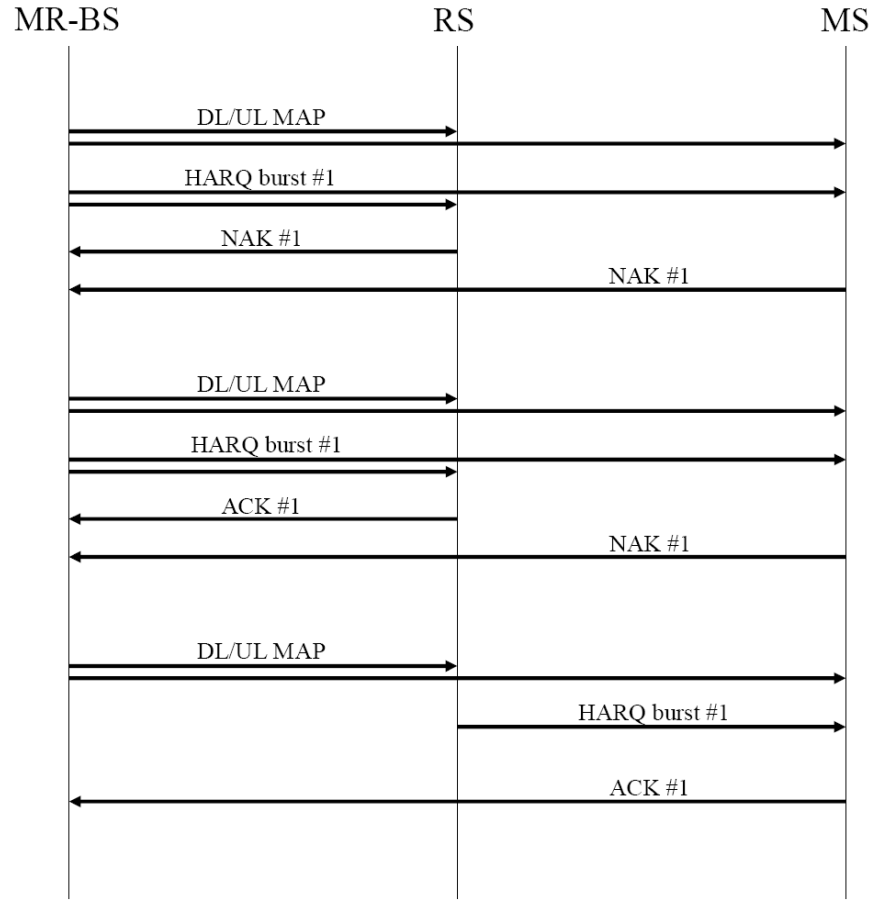 MR-BS RS MS
DL/UL MAP
HARQ burst #1
NAK #1
NAK #1
DL/UL MAP
HARQ burst #1
ACK #1
NAK #1
DL/UL MAP
HARQ burst #1
ACK #1